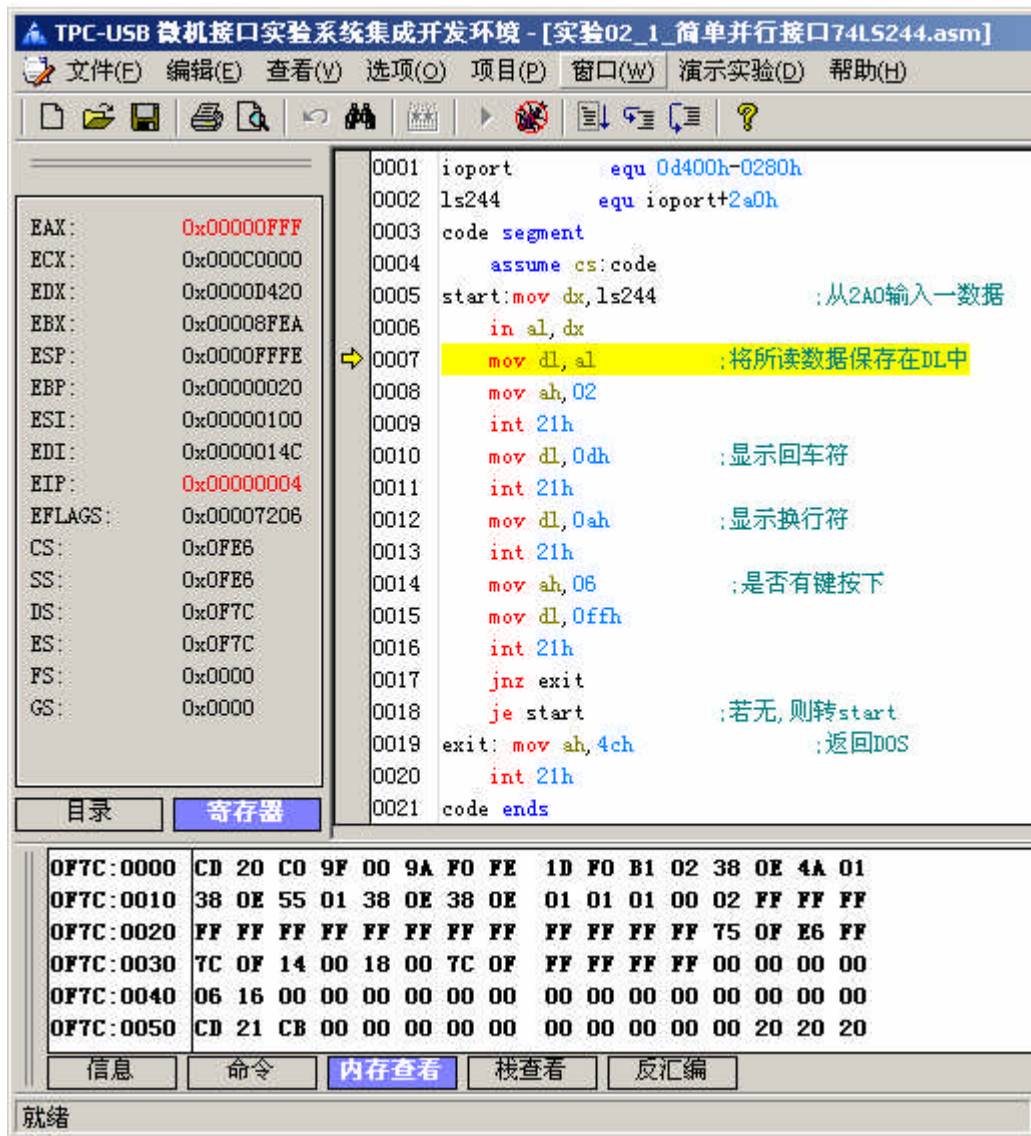 TPC-USB 微机接口实验系统集成开发环境 - [实验02_1_简单并行接口74LS244.asm]
文件(F) 编辑(E) 查看(V) 选项(O) 项目(P) 窗口(W) 演示实验(D) 帮助(H)
EAX: 0x00000FFF
ECX: 0x000C0000
EDX: 0x0000D420
EBX: 0x00008FEA
ESP: 0x0000FFFE
EBP: 0x00000020
ESI: 0x00000100
EDI: 0x0000014C
EIP: 0x00000004
EFLAGS: 0x00007206
CS: 0x0FE6
SS: 0x0FE6
DS: 0x0F7C
ES: 0x0F7C
FS: 0x0000
GS: 0x0000
目录 寄存器
0001 ioport equ 0d400h-0280h
0002 ls244 equ ioport+2a0h
0003 code segment
0004 assume cs:code
0005 start:mov dx,ls244 ;从2A0输入一数据
0006 in al,dx
0007 mov dl,al ;将所读数据保存在DL中
0008 mov ah,02
0009 int 21h
0010 mov dl,0dh ;显示回车符
0011 int 21h
0012 mov dl,0ah ;显示换行符
0013 int 21h
0014 mov ah,06 ;是否有键按下
0015 mov dl,0ffh
0016 int 21h
0017 jnz exit
0018 je start ;若无,则转start
0019 exit: mov ah,4ch ;返回DOS
0020 int 21h
0021 code ends
0F7C:0000 CD 20 C0 9F 00 9A F0 FE 1D F0 B1 02 38 0E 4A 01
0F7C:0010 38 0E 55 01 38 0E 38 0E 01 01 01 00 02 FF FF FF
0F7C:0020 FF FF FF FF FF FF FF FF FF FF FF FF 75 0F E6 FF
0F7C:0030 7C 0F 14 00 18 00 7C 0F FF FF FF FF 00 00 00 00
0F7C:0040 06 16 00 00 00 00 00 00 00 00 00 00 00 00 00 00
0F7C:0050 CD 21 CB 00 00 00 00 00 00 00 00 00 00 20 20 20
信息 命令 内存查看 栈查看 反汇编
就绪